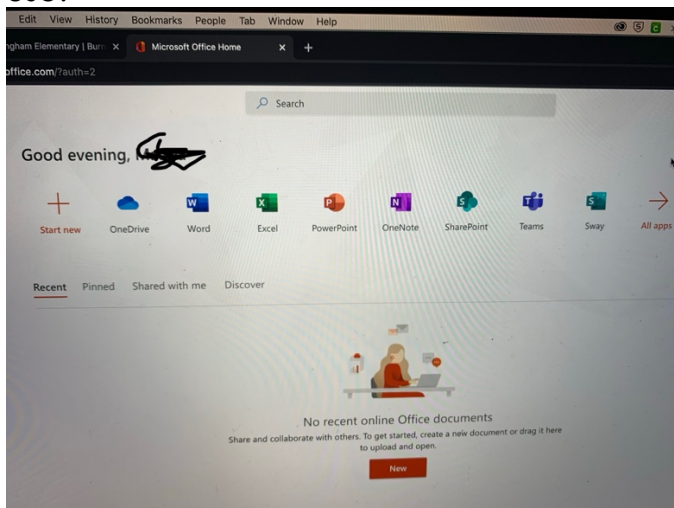 Edit View History Bookmarks People Tab Window Help
ngham Elementary | Burr Microsoft Office Home
office.com/?auth=2
Search
Good evening,
Start new OneDrive Word Excel PowerPoint OneNote SharePoint Teams Sway All apps
Recent Pinned Shared with me Discover
No recent online Office documents
Share and collaborate with others. To get started, create a new document or drag it here
to upload and open.
New